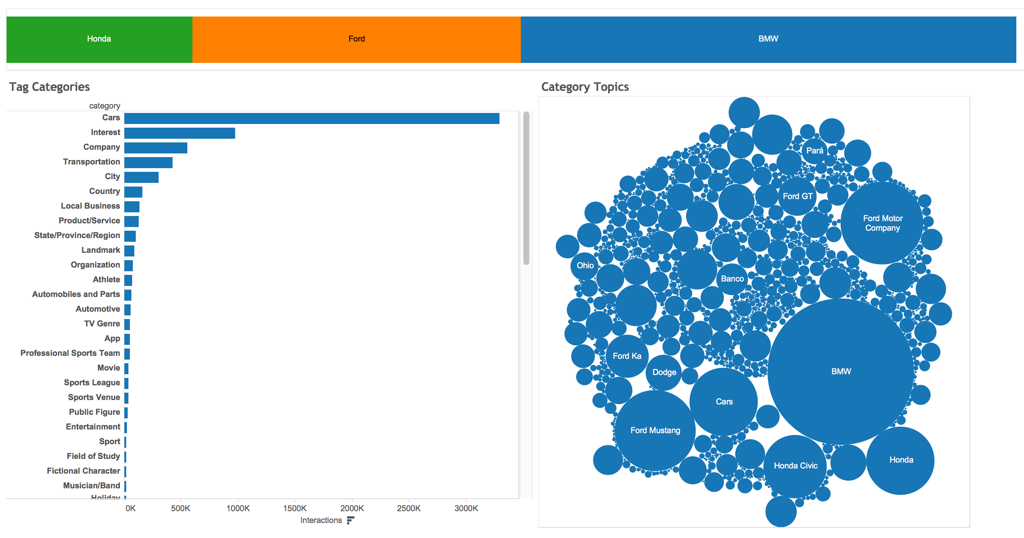 Honda
Ford
BMW
Tag Categories
category
Cars
Interest
Company
Transportation
City
Country
Local Business
Product/Service
State/Province/Region
Landmark
Organization
Athlete
Automobiles and Parts
Automotive
TV Genre
App
Professional Sports Team
Movie
Sports League
Sports Venue
Public Figure
Entertainment
Sport
Field of Study
Fictional Character
Musician/Band
Holiday
0K 500K 1000K 1500K 2000K 2500K 3000K
Interactions
Category Topics
Pará
Ford GT
Ford Motor
Company
Ohio
Banco
Ford Ka
Dodge
BMW
Cars
Ford Mustang
Honda Civic
Honda